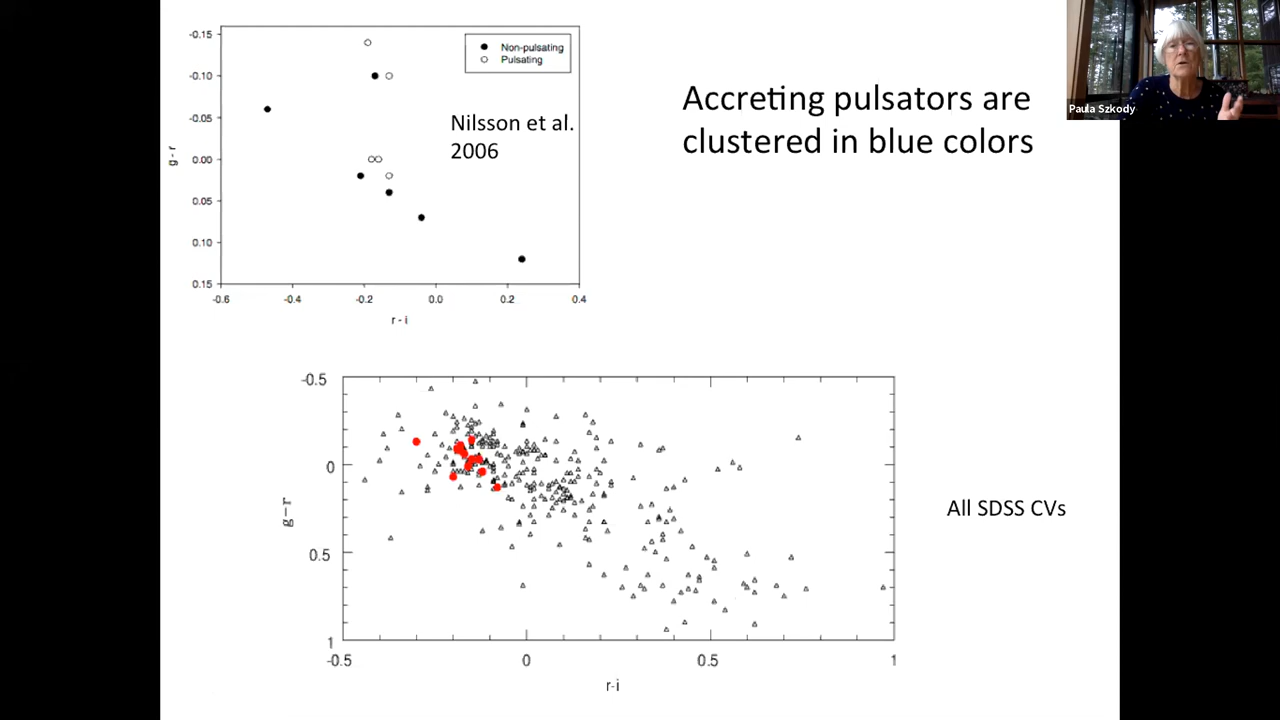 -0.15
-0.10
-0.05
0.00
0.05
0.10
0.15
g - r
-0.6
-0.4
-0.2
0.0
0.2
0.4
r - i
Non-pulsating
Pulsating
Nilsson et al.
2006
Accreting pulsators are
clustered in blue colors
Paula Szkody
-0.5
0
0.5
1
g-r
-0.5
0
0.5
1
r-i
All SDSS CVs